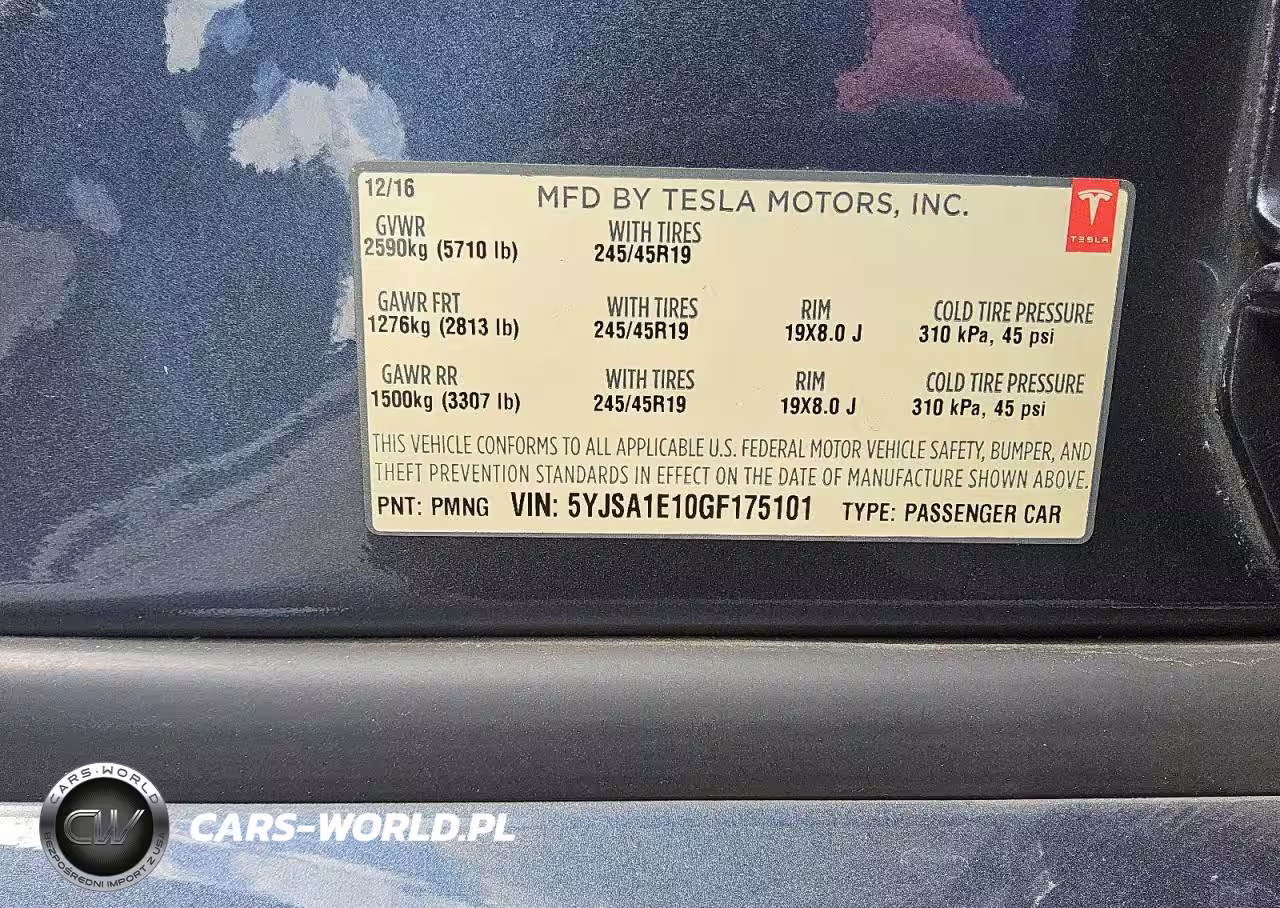 12/16
MFD BY TESLA MOTORS, INC.
TESLA
GVWR WITH TIRES
2590kg (5710 lb) 245/45R19
GAWR FRT WITH TIRES RIM COLD TIRE PRESSURE
1276kg (2813 lb) 245/45R19 19X8.0 J 310 kPa, 45 psi
GAWR RR WITH TIRES RIM COLD TIRE PRESSURE
1500kg (3307 lb) 245/45R19 19X8.0 J 310 kPa, 45 psi
THIS VEHICLE CONFORMS TO ALL APPLICABLE U.S. FEDERAL MOTOR VEHICLE SAFETY, BUMPER, AND
THEFT PREVENTION STANDARDS IN EFFECT ON THE DATE OF MANUFACTURE SHOWN ABOVE.
PNT: PMNG VIN: 5YJSA1E10GF175101 TYPE: PASSENGER CAR
CARS-WORLD
CW
BEZPOŚREDNI IMPORT Z USA
CARS-WORLD.PL